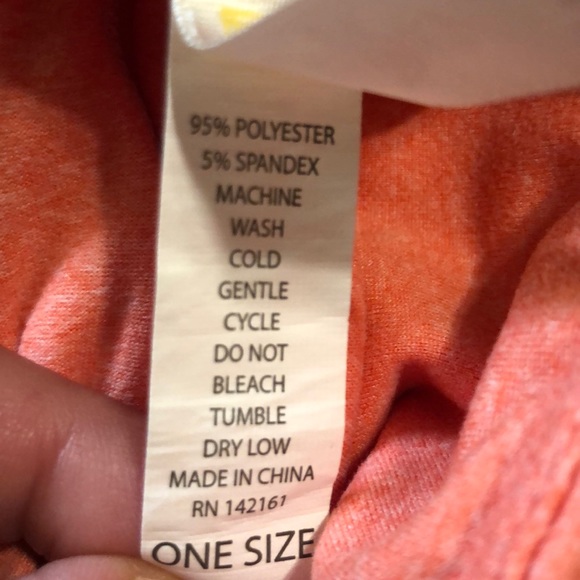 95% POLYESTER
5% SPANDEX
MACHINE
WASH
COLD
GENTLE
CYCLE
DO NOT
BLEACH
TUMBLE
DRY LOW
MADE IN CHINA
RN 142161
ONE SIZE